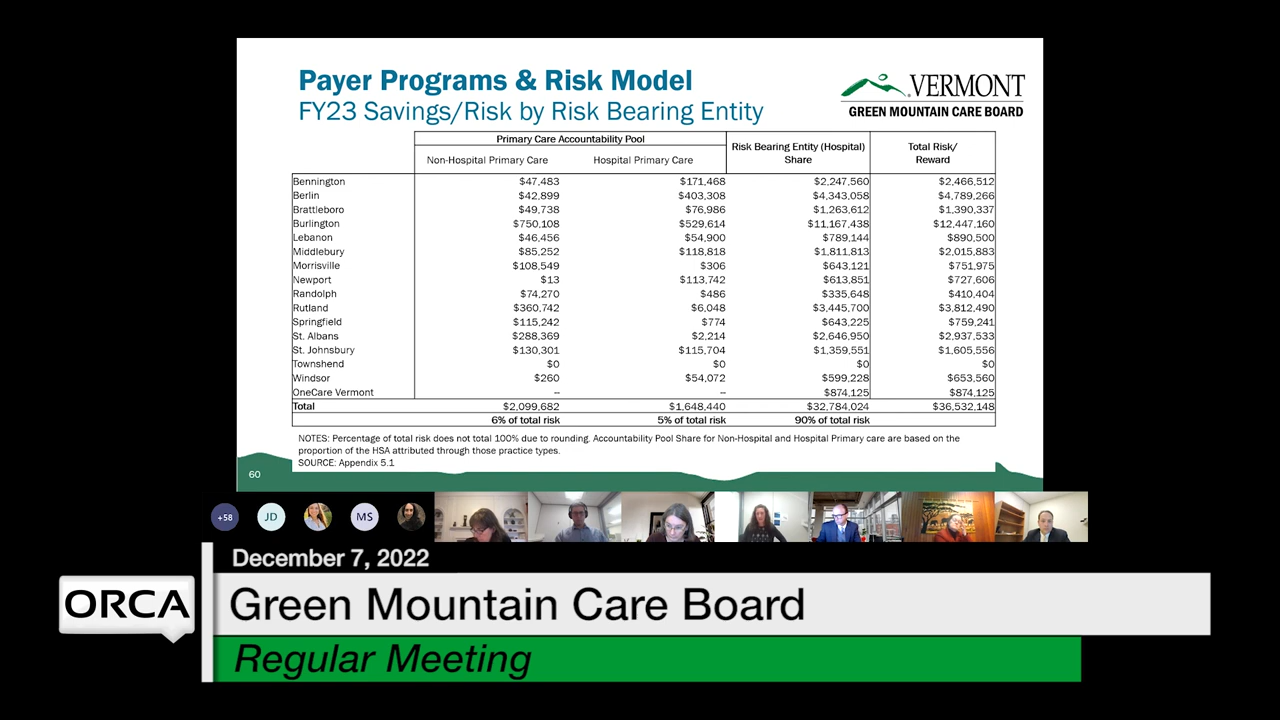 Payer Programs & Risk Model
FY23 Savings/Risk by Risk Bearing Entity
VERMONT
GREEN MOUNTAIN CARE BOARD
Primary Care Accountability Pool
Non-Hospital Primary Care Hospital Primary Care Risk Bearing Entity (Hospital) Share Total Risk/ Reward
Bennington $47,483 $171,468 $2,247,560 $2,466,512
Berlin $42,899 $403,308 $4,343,058 $4,789,266
Brattleboro $49,738 $76,986 $1,263,612 $1,390,337
Burlington $750,108 $529,614 $11,167,438 $12,447,160
Lebanon $46,456 $54,900 $789,144 $890,500
Middlebury $85,252 $118,818 $1,811,813 $2,015,883
Morrisville $108,549 $306 $643,121 $751,975
Newport $13 $113,742 $613,851 $727,606
Randolph $74,270 $486 $335,648 $410,404
Rutland $360,742 $6,048 $3,445,700 $3,812,490
Springfield $115,242 $774 $643,225 $759,241
St. Albans $288,369 $2,214 $2,646,950 $2,937,533
St. Johnsbury $130,301 $115,704 $1,359,551 $1,605,556
Townshend $0 $0 $0 $0
Windsor $260 $54,072 $599,228 $653,560
OneCare Vermont -- -- $874,125 $874,125
Total $2,099,682 $1,648,440 $32,784,024 $36,532,148
6% of total risk 5% of total risk 90% of total risk
NOTES: Percentage of total risk does not total 100% due to rounding. Accountability Pool Share for Non-Hospital and Hospital Primary care are based on the
proportion of the HSA attributed through those practice types.
SOURCE: Appendix 5.1
60
+58 JD MS
December 7, 2022
ORCA
Green Mountain Care Board
Regular Meeting